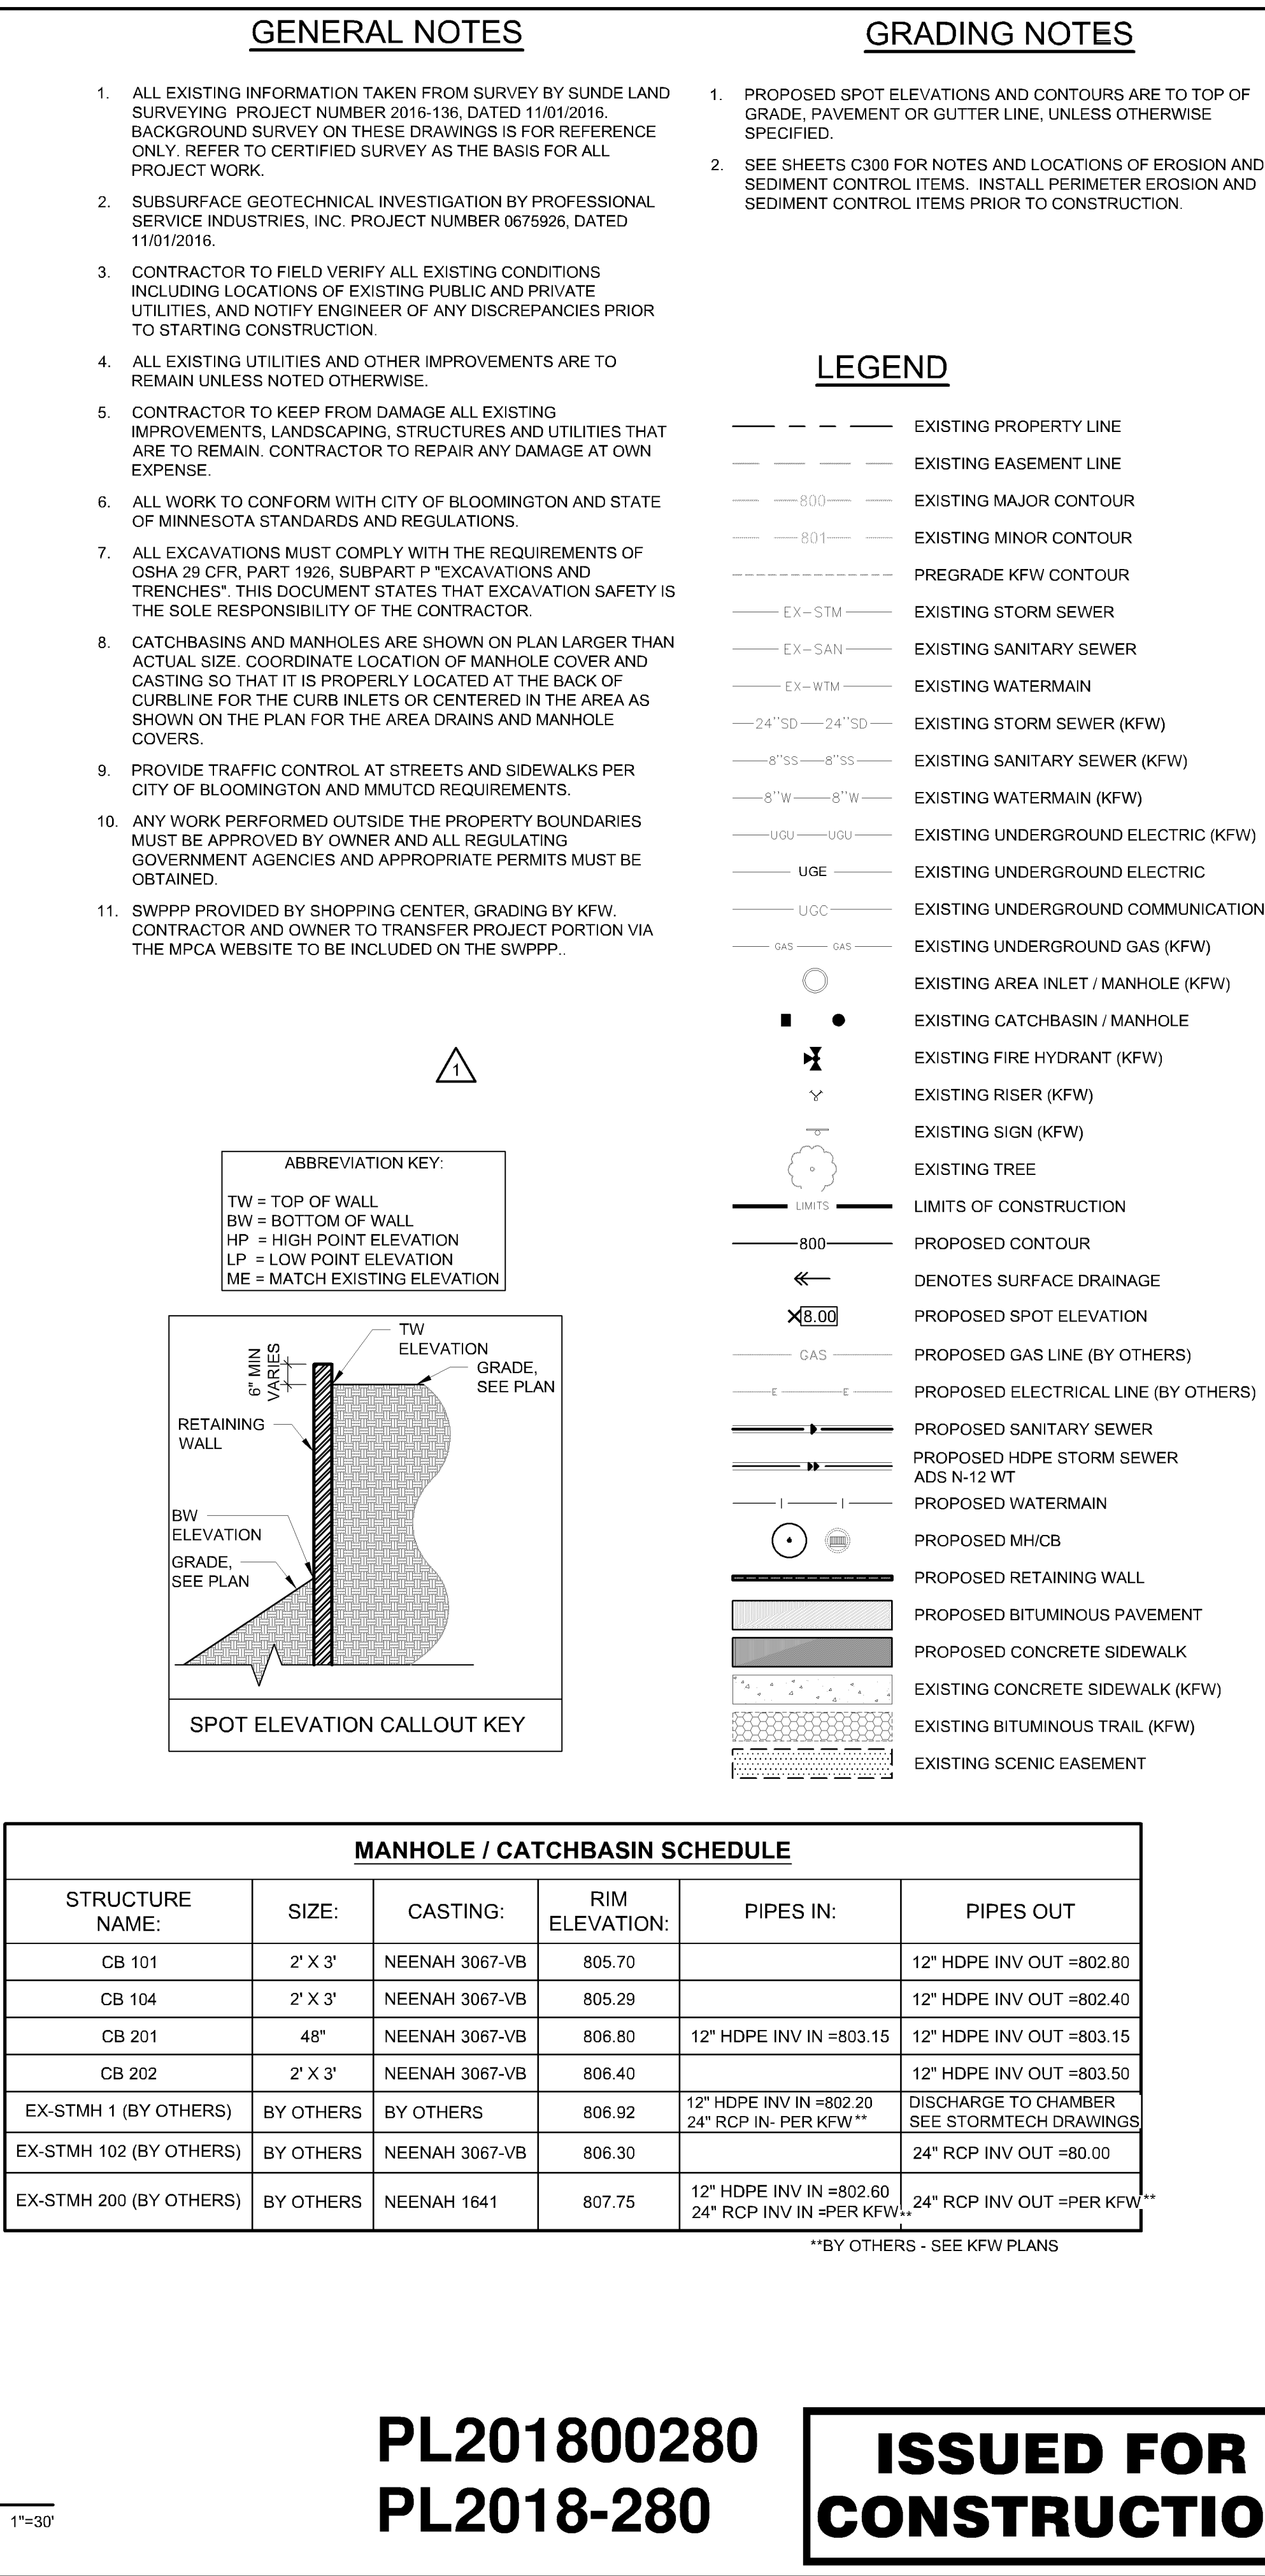 GENERAL NOTES
1. ALL EXISTING INFORMATION TAKEN FROM SURVEY BY SUNDE LAND
SURVEYING PROJECT NUMBER 2016-136, DATED 11/01/2016.
BACKGROUND SURVEY ON THESE DRAWINGS IS FOR REFERENCE
ONLY. REFER TO CERTIFIED SURVEY AS THE BASIS FOR ALL
PROJECT WORK.
2. SUBSURFACE GEOTECHNICAL INVESTIGATION BY PROFESSIONAL
SERVICE INDUSTRIES, INC. PROJECT NUMBER 0675926, DATED
11/01/2016.
3. CONTRACTOR TO FIELD VERIFY ALL EXISTING CONDITIONS
INCLUDING LOCATIONS OF EXISTING PUBLIC AND PRIVATE
UTILITIES, AND NOTIFY ENGINEER OF ANY DISCREPANCIES PRIOR
TO STARTING CONSTRUCTION.
4. ALL EXISTING UTILITIES AND OTHER IMPROVEMENTS ARE TO
REMAIN UNLESS NOTED OTHERWISE.
5. CONTRACTOR TO KEEP FROM DAMAGE ALL EXISTING
IMPROVEMENTS, LANDSCAPING, STRUCTURES AND UTILITIES THAT
ARE TO REMAIN. CONTRACTOR TO REPAIR ANY DAMAGE AT OWN
EXPENSE.
6. ALL WORK TO CONFORM WITH CITY OF BLOOMINGTON AND STATE
OF MINNESOTA STANDARDS AND REGULATIONS.
7. ALL EXCAVATIONS MUST COMPLY WITH THE REQUIREMENTS OF
OSHA 29 CFR, PART 1926, SUBPART P "EXCAVATIONS AND
TRENCHES". THIS DOCUMENT STATES THAT EXCAVATION SAFETY IS
THE SOLE RESPONSIBILITY OF THE CONTRACTOR.
8. CATCHBASINS AND MANHOLES ARE SHOWN ON PLAN LARGER THAN
ACTUAL SIZE. COORDINATE LOCATION OF MANHOLE COVER AND
CASTING SO THAT IT IS PROPERLY LOCATED AT THE BACK OF
CURBLINE FOR THE CURB INLETS OR CENTERED IN THE AREA AS
SHOWN ON THE PLAN FOR THE AREA DRAINS AND MANHOLE
COVERS.
9. PROVIDE TRAFFIC CONTROL AT STREETS AND SIDEWALKS PER
CITY OF BLOOMINGTON AND MMUTCD REQUIREMENTS.
10. ANY WORK PERFORMED OUTSIDE THE PROPERTY BOUNDARIES
MUST BE APPROVED BY OWNER AND ALL REGULATING
GOVERNMENT AGENCIES AND APPROPRIATE PERMITS MUST BE
OBTAINED.
11. SWPPP PROVIDED BY SHOPPING CENTER, GRADING BY KFW.
CONTRACTOR AND OWNER TO TRANSFER PROJECT PORTION VIA
THE MPCA WEBSITE TO BE INCLUDED ON THE SWPPP..
1
ABBREVIATION KEY:
TW = TOP OF WALL
BW = BOTTOM OF WALL
HP = HIGH POINT ELEVATION
LP = LOW POINT ELEVATION
ME = MATCH EXISTING ELEVATION
6" MIN
VARIES
TW
ELEVATION
GRADE,
SEE PLAN
RETAINING
WALL
BW
ELEVATION
GRADE,
SEE PLAN
SPOT ELEVATION CALLOUT KEY
GRADING NOTES
1. PROPOSED SPOT ELEVATIONS AND CONTOURS ARE TO TOP OF
GRADE, PAVEMENT OR GUTTER LINE, UNLESS OTHERWISE
SPECIFIED.
2. SEE SHEETS C300 FOR NOTES AND LOCATIONS OF EROSION AND
SEDIMENT CONTROL ITEMS. INSTALL PERIMETER EROSION AND
SEDIMENT CONTROL ITEMS PRIOR TO CONSTRUCTION.
LEGEND
EXISTING PROPERTY LINE
EXISTING EASEMENT LINE
800 EXISTING MAJOR CONTOUR
801 EXISTING MINOR CONTOUR
PREGRADE KFW CONTOUR
EX-STM EXISTING STORM SEWER
EX-SAN EXISTING SANITARY SEWER
EX-WTM EXISTING WATERMAIN
24''SD 24''SD EXISTING STORM SEWER (KFW)
8''SS 8''SS EXISTING SANITARY SEWER (KFW)
8''W 8''W EXISTING WATERMAIN (KFW)
UGU UGU EXISTING UNDERGROUND ELECTRIC (KFW)
UGE EXISTING UNDERGROUND ELECTRIC
UGC EXISTING UNDERGROUND COMMUNICATION
GAS GAS EXISTING UNDERGROUND GAS (KFW)
EXISTING AREA INLET / MANHOLE (KFW)
EXISTING CATCHBASIN / MANHOLE
EXISTING FIRE HYDRANT (KFW)
EXISTING RISER (KFW)
EXISTING SIGN (KFW)
EXISTING TREE
LIMITS LIMITS OF CONSTRUCTION
800 PROPOSED CONTOUR
DENOTES SURFACE DRAINAGE
8.00 PROPOSED SPOT ELEVATION
GAS PROPOSED GAS LINE (BY OTHERS)
E E PROPOSED ELECTRICAL LINE (BY OTHERS)
PROPOSED SANITARY SEWER
PROPOSED HDPE STORM SEWER
ADS N-12 WT
I I PROPOSED WATERMAIN
PROPOSED MH/CB
PROPOSED RETAINING WALL
PROPOSED BITUMINOUS PAVEMENT
PROPOSED CONCRETE SIDEWALK
EXISTING CONCRETE SIDEWALK (KFW)
EXISTING BITUMINOUS TRAIL (KFW)
EXISTING SCENIC EASEMENT
MANHOLE / CATCHBASIN SCHEDULE
STRUCTURE NAME: SIZE: CASTING: RIM ELEVATION: PIPES IN: PIPES OUT
CB 101 2' X 3' NEENAH 3067-VB 805.70 12" HDPE INV OUT =802.80
CB 104 2' X 3' NEENAH 3067-VB 805.29 12" HDPE INV OUT =802.40
CB 201 48" NEENAH 3067-VB 806.80 12" HDPE INV IN =803.15 12" HDPE INV OUT =803.15
CB 202 2' X 3' NEENAH 3067-VB 806.40 12" HDPE INV OUT =803.50
EX-STMH 1 (BY OTHERS) BY OTHERS BY OTHERS 806.92 12" HDPE INV IN =802.20 DISCHARGE TO CHAMBER
24" RCP IN- PER KFW** SEE STORMTECH DRAWINGS
EX-STMH 102 (BY OTHERS) BY OTHERS NEENAH 3067-VB 806.30 24" RCP INV OUT =80.00
EX-STMH 200 (BY OTHERS) BY OTHERS NEENAH 1641 807.75 12" HDPE INV IN =802.60
24" RCP INV IN =PER KFW** 24" RCP INV OUT =PER KFW**
**BY OTHERS - SEE KFW PLANS
PL201800280
PL2018-280
ISSUED FOR
CONSTRUCTIO
1"=30'